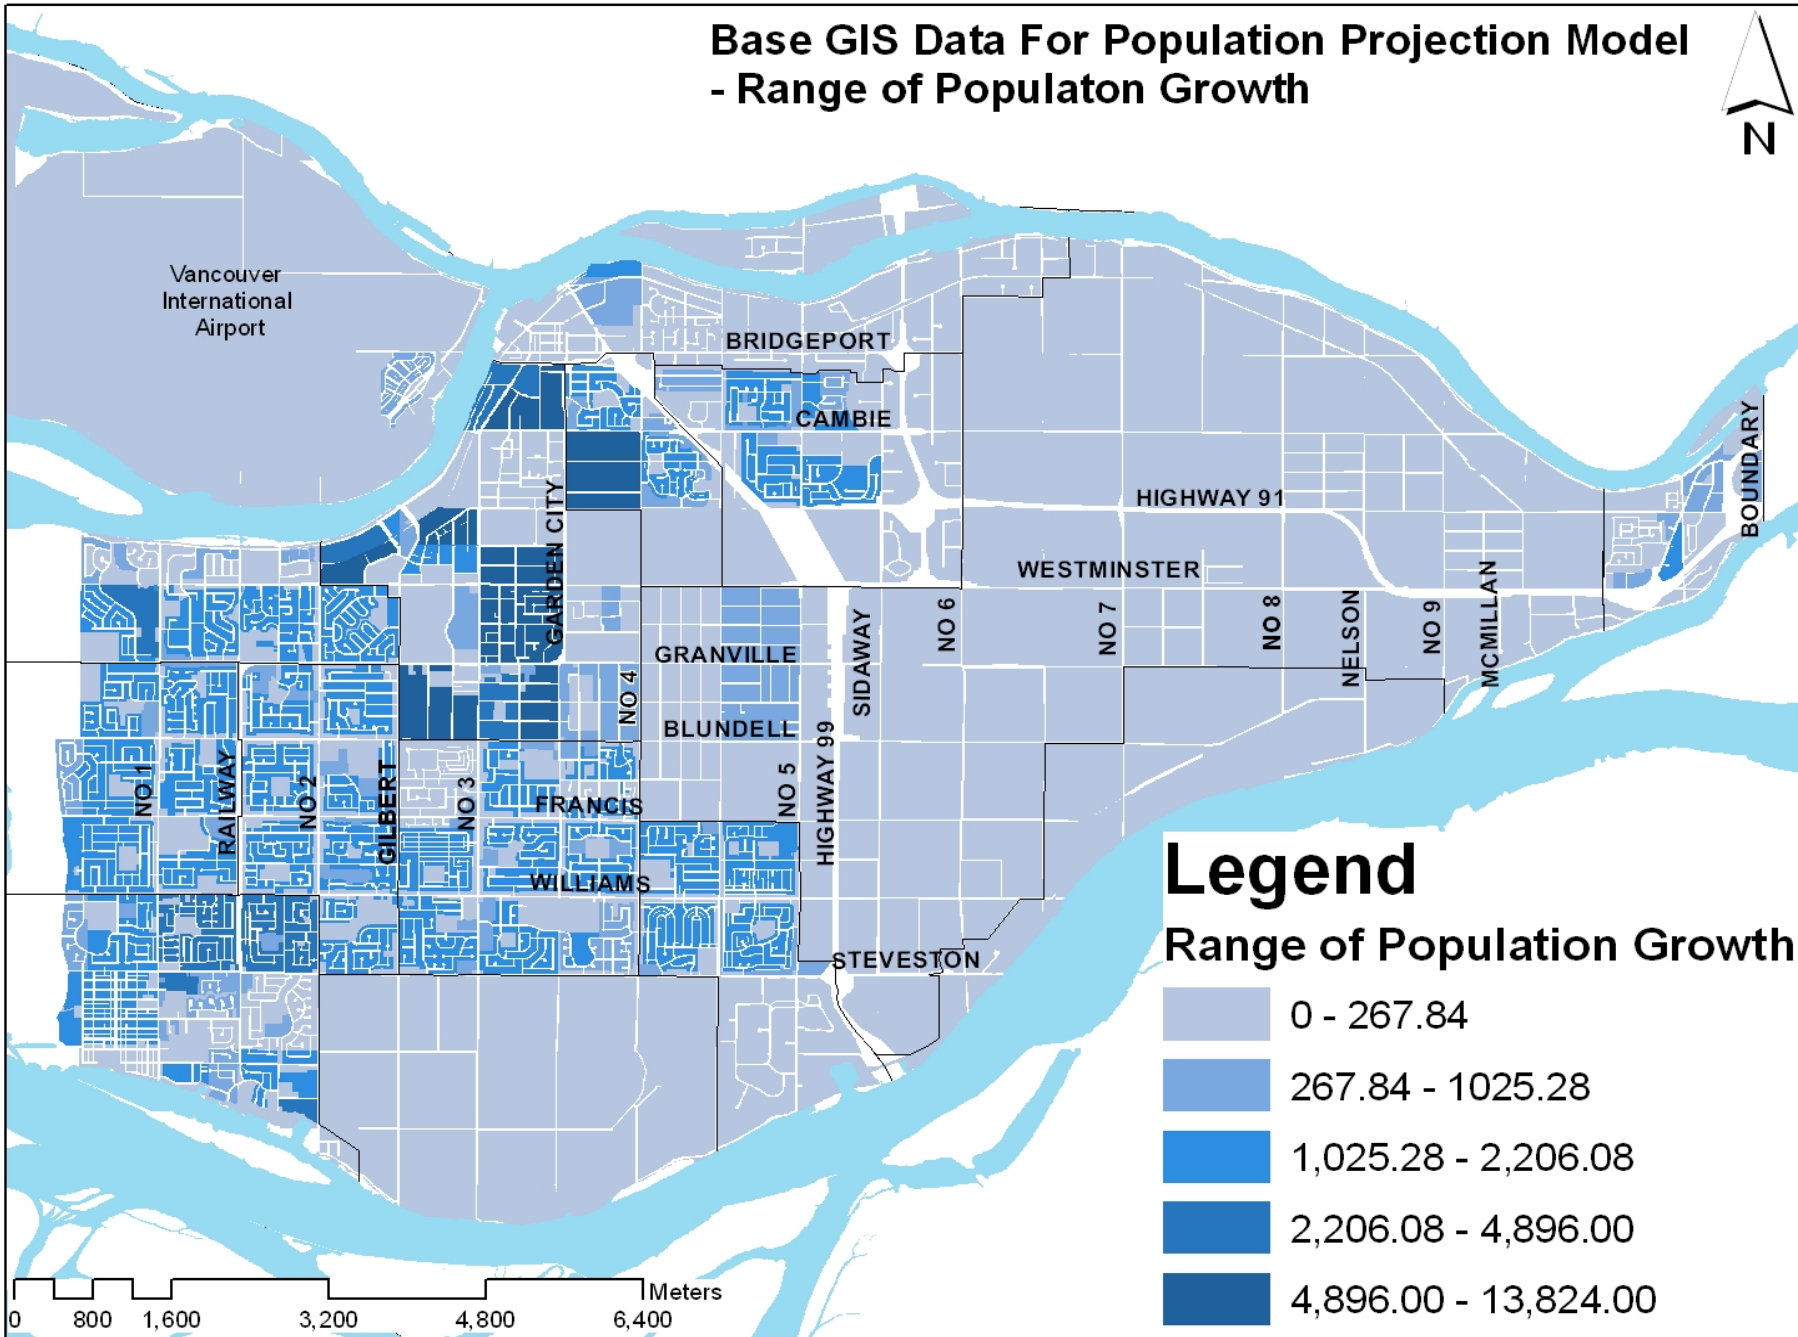 Base GIS Data For Population Projection Model
- Range of Populaton Growth
N
Vancouver
International
Airport
BRIDGEPORT
CAMBIE
BOUNDARY
HIGHWAY 91
GARDEN CITY
WESTMINSTER
NO 6
NO 7
NO 8
NELSON
NO 9
MCMILLAN
GRANVILLE
SIDAWAY
NO 4
BLUNDELL
NO 1
RAILWAY
NO 2
GILBERT
NO 3
FRANCIS
NO 5
HIGHWAY 99
WILLIAMS
STEVESTON
Legend
Range of Population Growth
0 - 267.84
267.84 - 1025.28
1,025.28 - 2,206.08
2,206.08 - 4,896.00
4,896.00 - 13,824.00
Meters
0 800 1,600 3,200 4,800 6,400